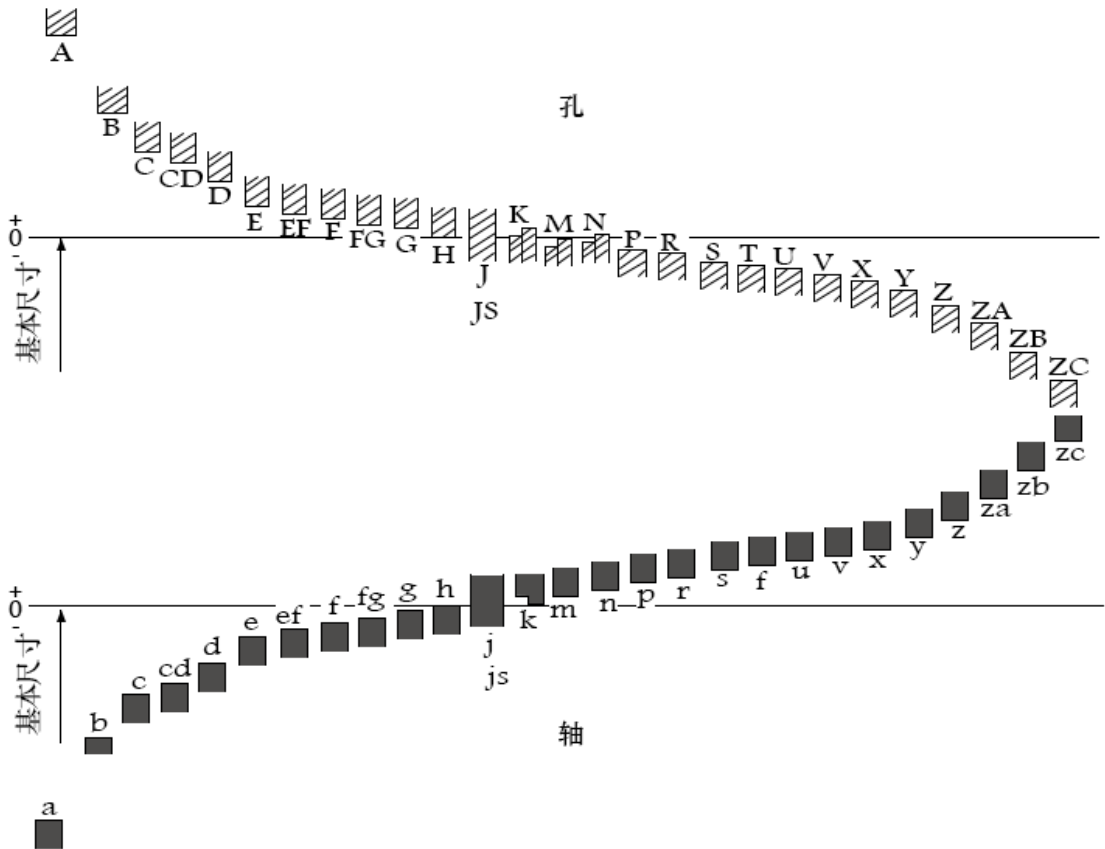 A
B
孔
C
CD
D
E
EF
F
FG
G
H
J
JS
K
M
N
P
R
S
T
U
V
X
Y
Z
ZA
ZB
ZC
+
0
基本尺寸
zc
zb
za
z
y
x
v
u
f
s
r
p
n
m
k
j
js
h
g
fg
f
ef
e
d
cd
c
b
a
+
0
基本尺寸
轴